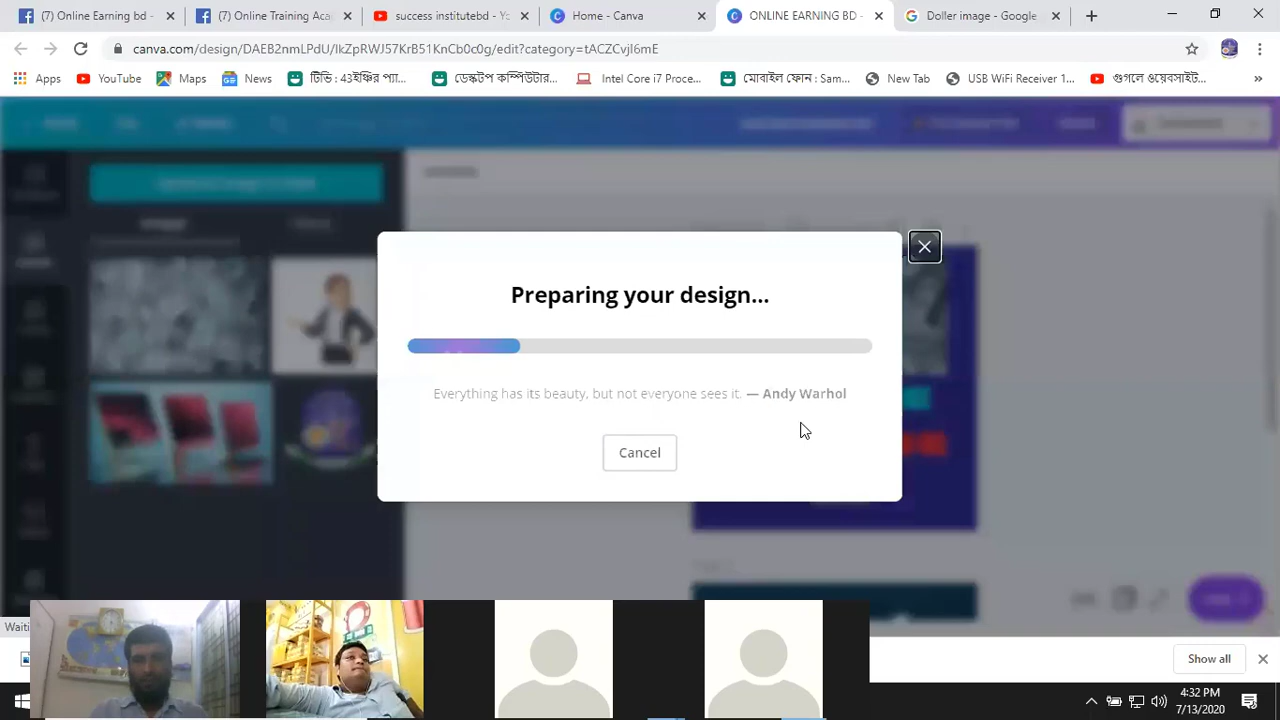 (7) Online Earning bd -
(7) Online Training Aca
success institutebd - Y
Home - Canva
ONLINE EARNING BD -
Doller image - Google
canva.com/design/DAEB2nmLPdU/IkZpRWJ57KrB51KnCb0c0g/edit?category=tACZCvjI6mE
Apps
YouTube
Maps
News
টিভি : 43ইঞ্চির প্যা...
ডেস্কটপ কম্পিউটার...
Intel Core i7 Proce...
মোবাইল ফোন : Sam...
New Tab
USB WiFi Receiver 1...
গুগলে ওয়েবসাইট...
»
Preparing your design...
Everything has its beauty, but not everyone sees it. — Andy Warhol
Cancel
Waiti
Show all
4:32 PM
7/13/2020